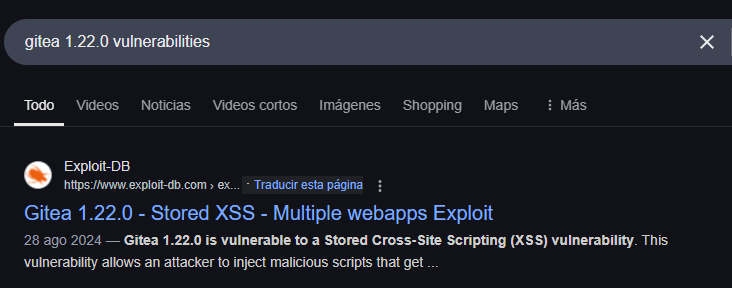 gitea 1.22.0 vulnerabilities
Todo Videos Noticias Videos cortos Imágenes Shopping Maps Más
Exploit-DB
https://www.exploit-db.com › ex... · Traducir esta página
Gitea 1.22.0 - Stored XSS - Multiple webapps Exploit
28 ago 2024 — Gitea 1.22.0 is vulnerable to a Stored Cross-Site Scripting (XSS) vulnerability. This
vulnerability allows an attacker to inject malicious scripts that get ...